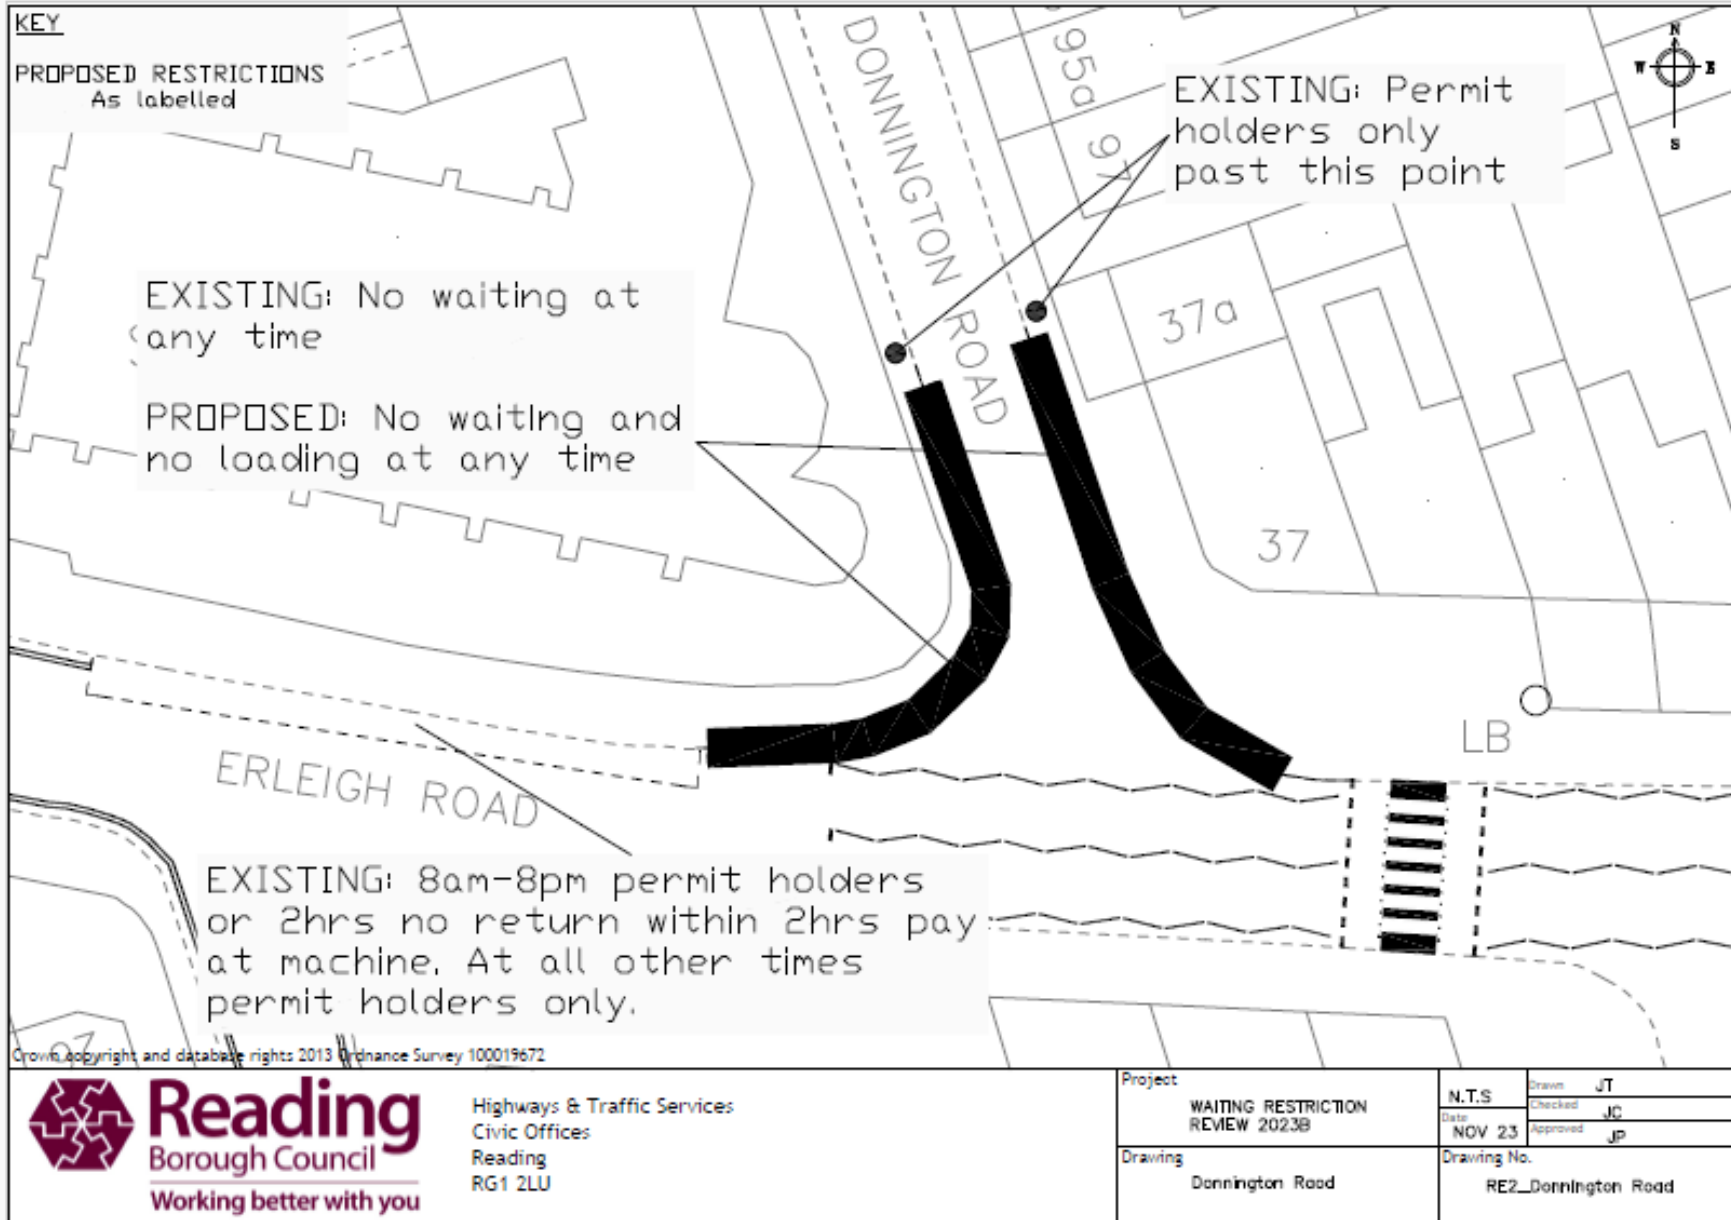 KEY
PROPOSED RESTRICTIONS
As labelled
DONNINGTON ROAD
95a
97
EXISTING: Permit
holders only
past this point
N
W E
S
EXISTING: No waiting at
any time
PROPOSED: No waiting and
no loading at any time
37a
37
LB
ERLEIGH ROAD
EXISTING: 8am-8pm permit holders
or 2hrs no return within 2hrs pay
at machine. At all other times
permit holders only.
Crown copyright and database rights 2013 Ordnance Survey 100019672
Reading
Borough Council
Working better with you
Highways & Traffic Services
Civic Offices
Reading
RG1 2LU
Project
WAITING RESTRICTION
REVIEW 2023B
N.T.S
Date
NOV 23
Drawn JT
Checked JC
Approved JP
Drawing
Donnington Road
Drawing No.
RE2_Donnington Road